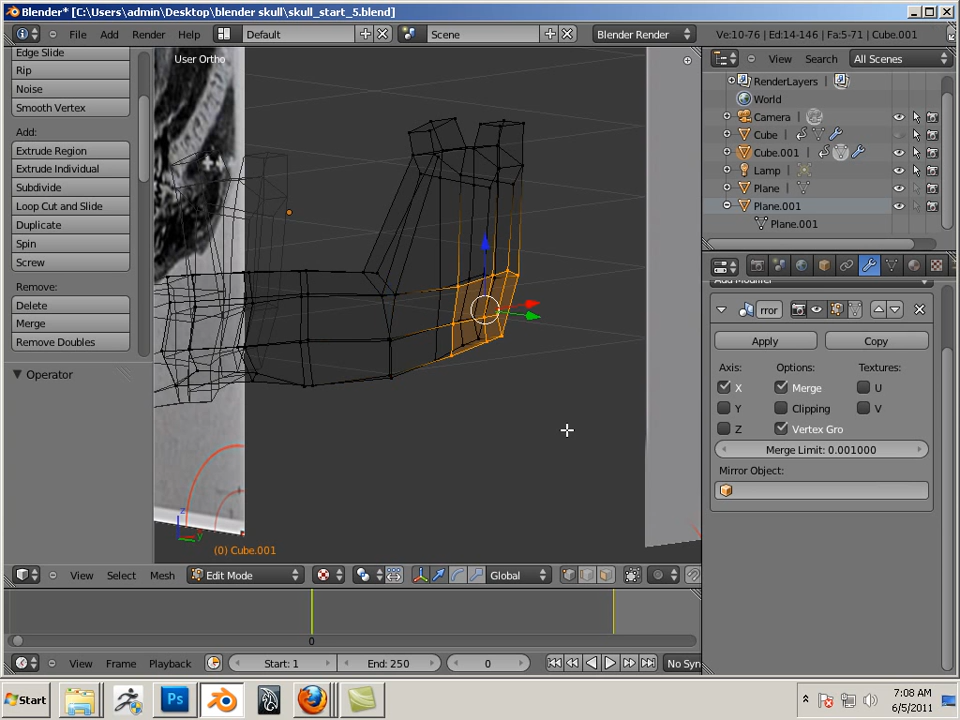 Blender* [C:\Users\admin\Desktop\blender skull\skull_start_5.blend]
File Add Render Help Default Scene Blender Render Ve:10-76 | Ed:14-146 | Fa:5-71 | Cube.001
Edge Slide
Rip
Noise
Smooth Vertex
Add:
Extrude Region
Extrude Individual
Subdivide
Loop Cut and Slide
Duplicate
Spin
Screw
Remove:
Delete
Merge
Remove Doubles
Operator
User Ortho
z
y
(0) Cube.001
View Select Mesh Edit Mode Global
0
View Frame Playback Start: 1 End: 250 0 No Syn
View Search All Scenes
RenderLayers
World
Camera
Cube
Cube.001
Lamp
Plane
Plane.001
Plane.001
rror
Apply Copy
Axis: Options: Textures:
X Merge U
Y Clipping V
Z Vertex Gro
Merge Limit: 0.001000
Mirror Object:
Start Ps 7:08 AM
6/5/2011